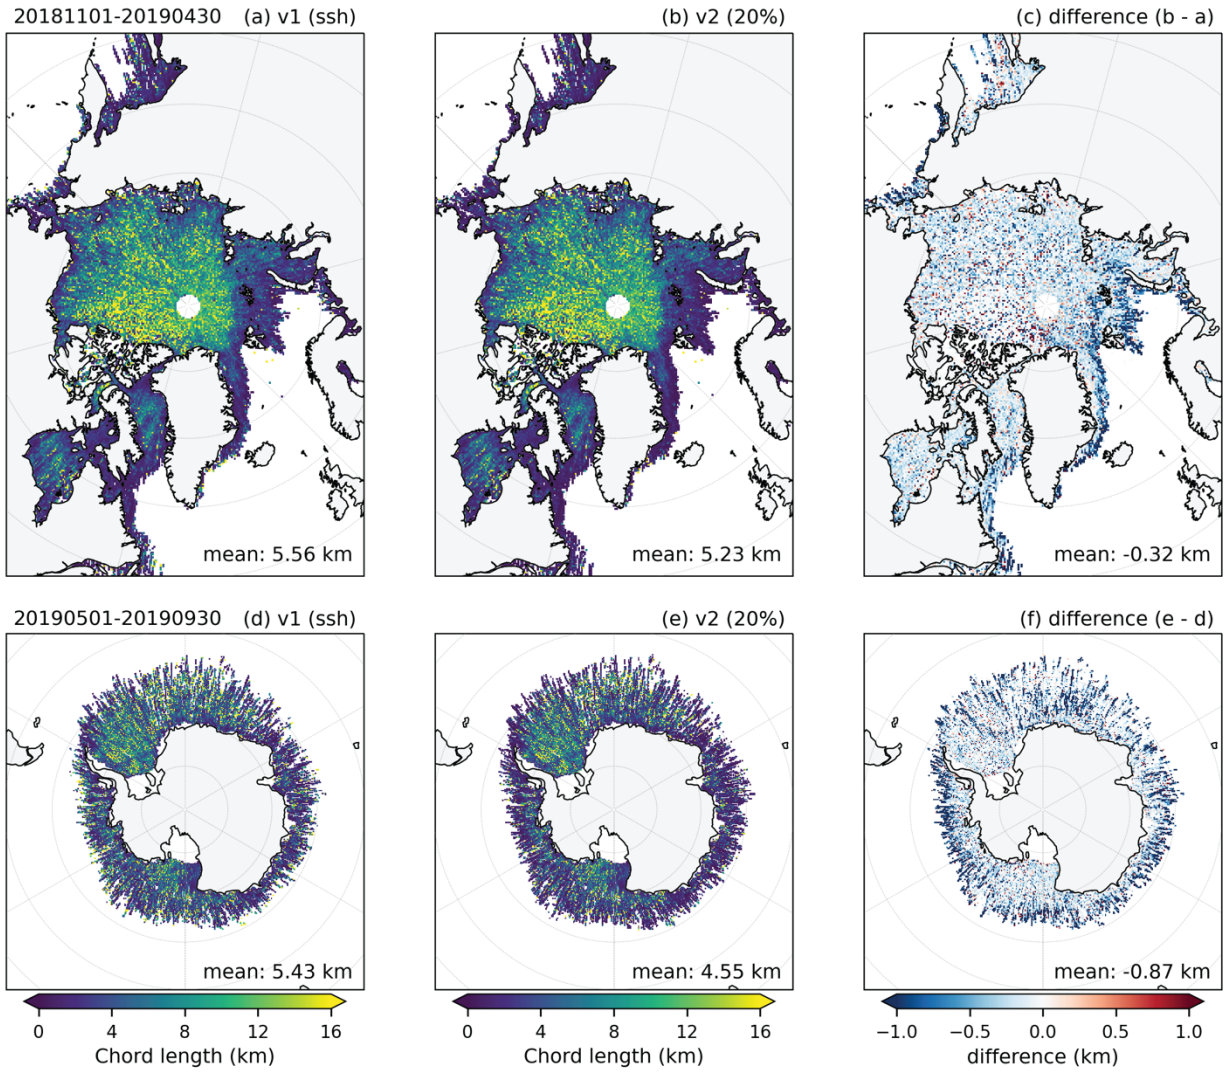 20181101-20190430 (a) v1 (ssh)
(b) v2 (20%)
(c) difference (b - a)
mean: 5.56 km
mean: 5.23 km
mean: -0.32 km
20190501-20190930 (d) v1 (ssh)
(e) v2 (20%)
(f) difference (e - d)
mean: 5.43 km
mean: 4.55 km
mean: -0.87 km
0 4 8 12 16
Chord length (km)
0 4 8 12 16
Chord length (km)
−1.0 −0.5 0.0 0.5 1.0
difference (km)